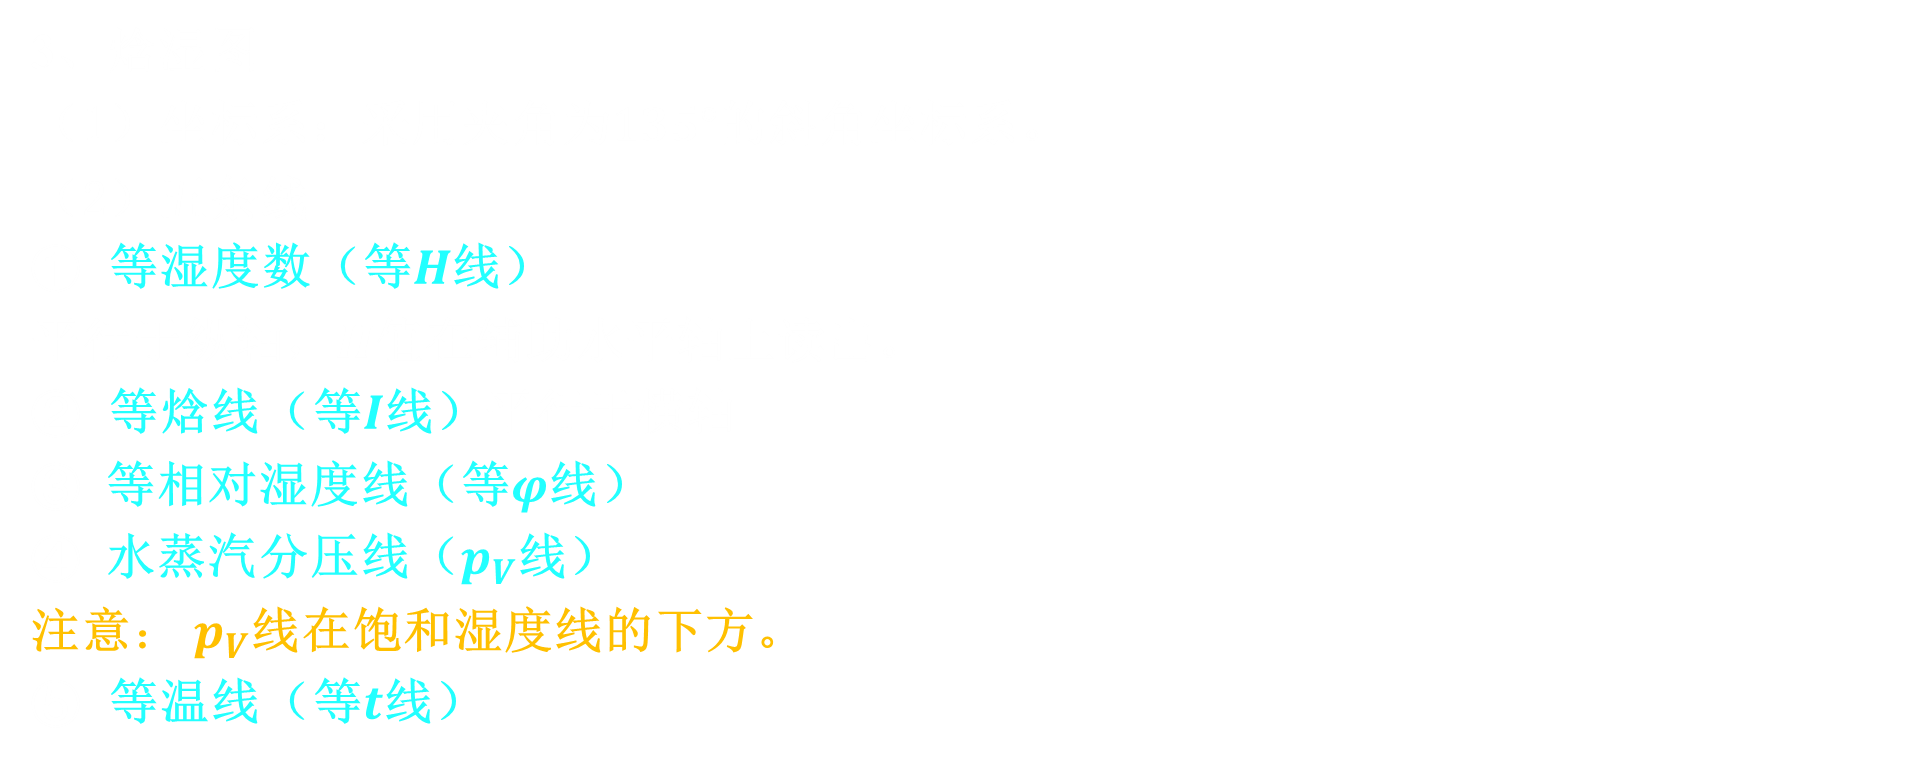 等湿度数（等H线）
等焓线（等I线）
等相对湿度线（等φ线）
水蒸汽分压线（pV线）
注意： pV线在饱和湿度线的下方。
等温线（等t线）